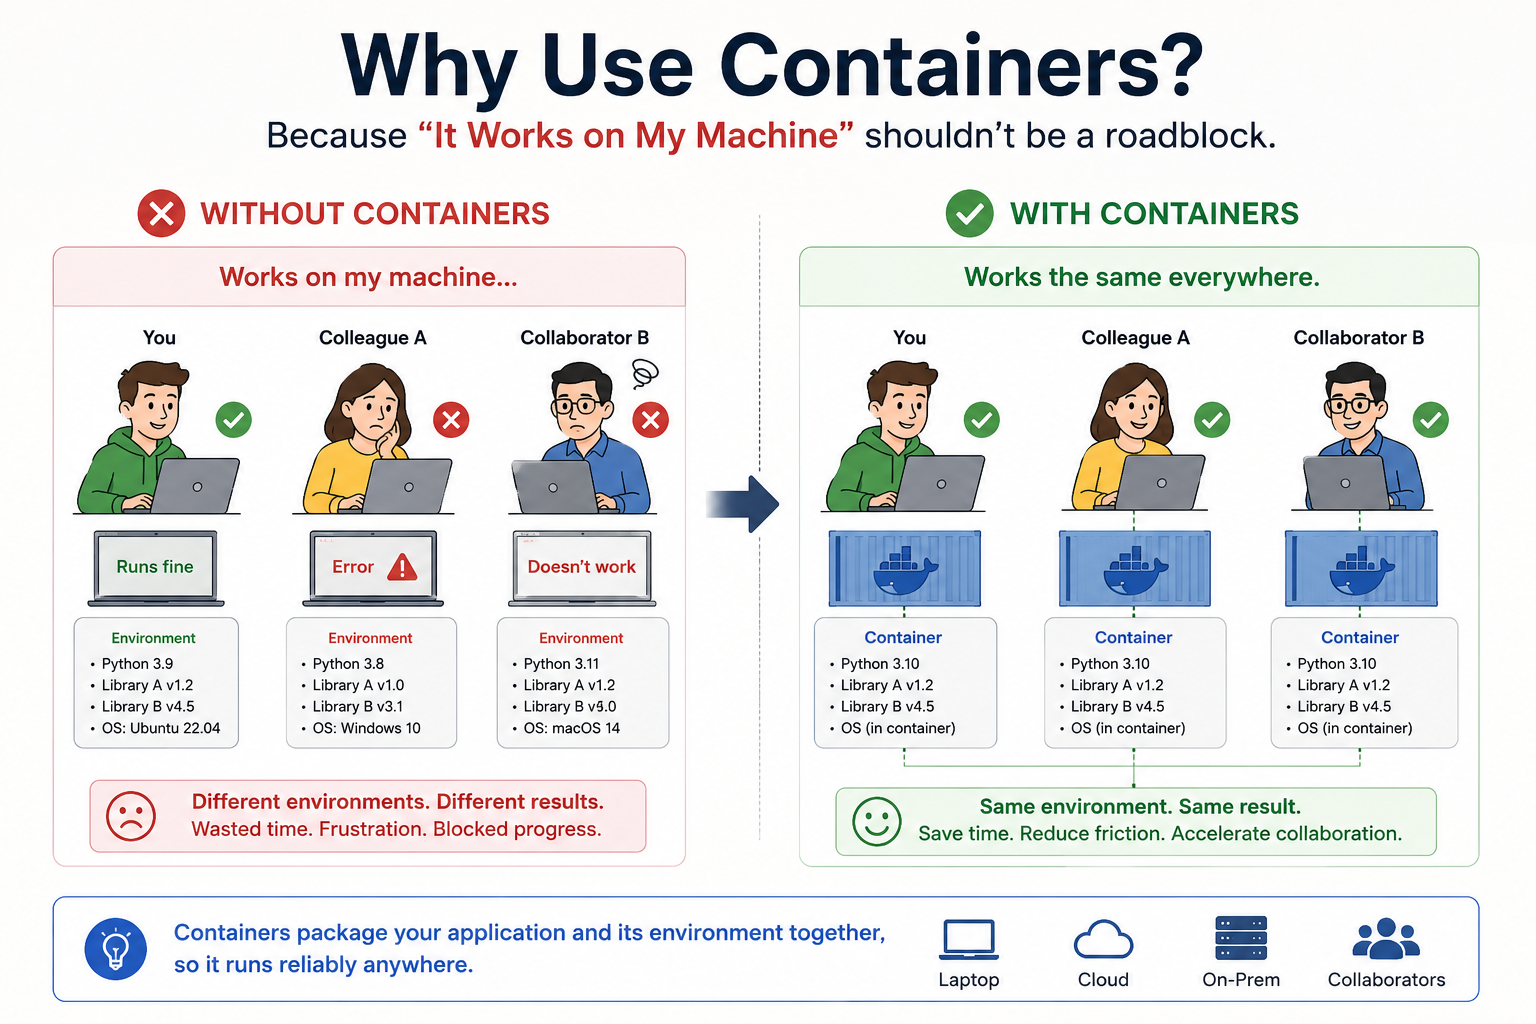 Why Use Containers?
Because “It Works on My Machine” shouldn’t be a roadblock.
WITHOUT CONTAINERS
Works on my machine...
You
Colleague A
Collaborator B
Runs fine
Error
Doesn’t work
Environment
• Python 3.9
• Library A v1.2
• Library B v4.5
• OS: Ubuntu 22.04
Environment
• Python 3.8
• Library A v1.0
• Library B v3.1
• OS: Windows 10
Environment
• Python 3.11
• Library A v1.2
• Library B
• OS: macOS 14
Different environments. Different results.
Wasted time. Frustration. Blocked progress.
WITH CONTAINERS
Works the same everywhere.
You
Colleague A
Collaborator B
Container
• Python 3.10
• Library A v1.2
• Library B v4.5
• OS (in container)
Container
• Python 3.10
• Library A v1.2
• Library B v4.5
• OS (in container)
Container
• Python 3.10
• Library A v1.2
• Library B v4.5
• OS (in container)
Same environment. Same result.
Save time. Reduce friction. Accelerate collaboration.
Containers package your application and its environment together,
so it runs reliably anywhere.
Laptop
Cloud
On-Prem
Collaborators